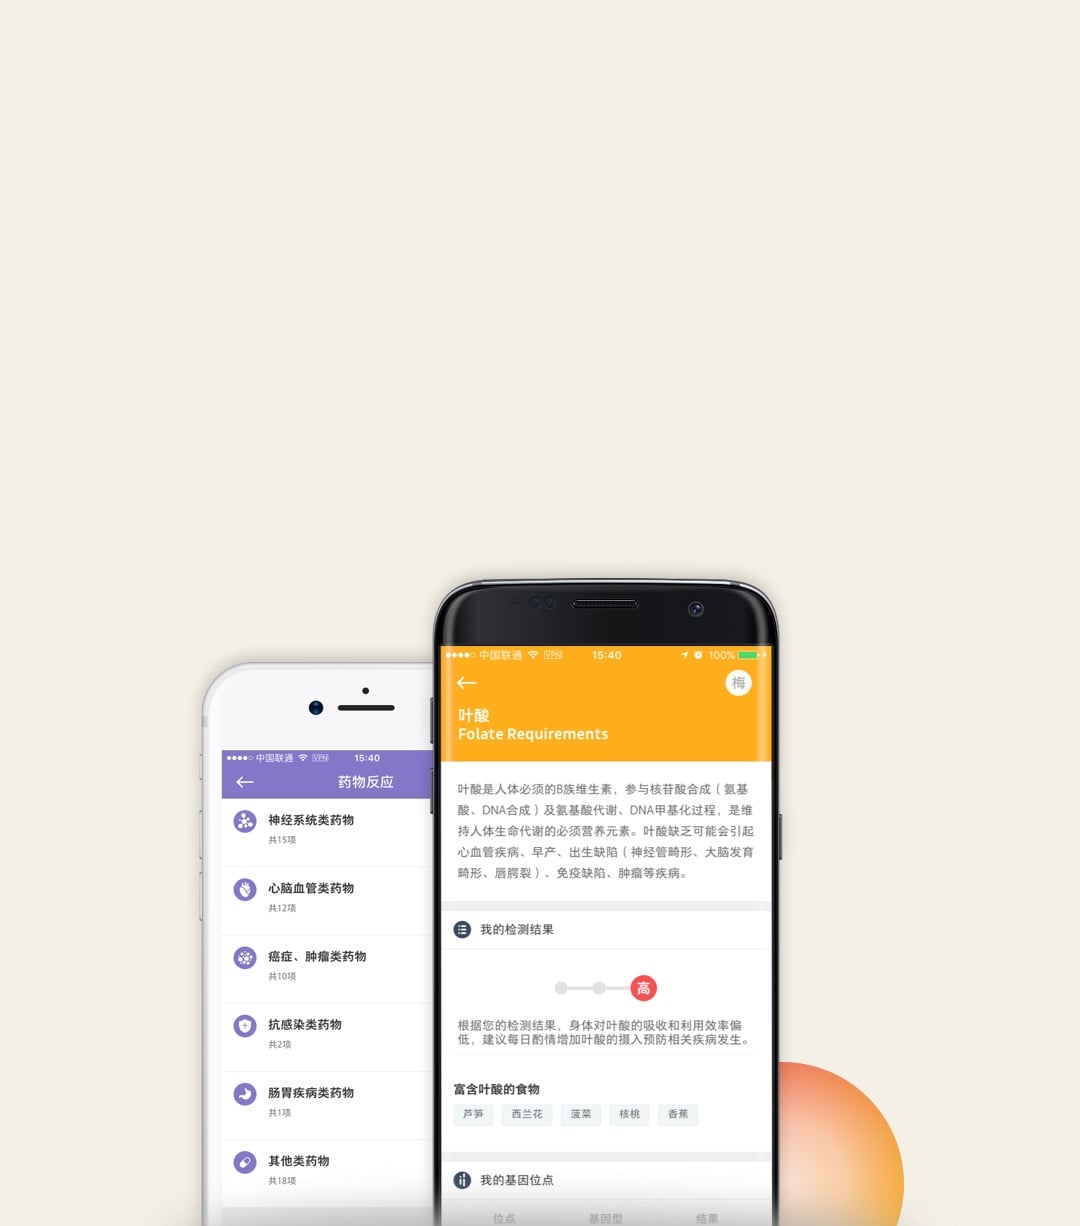 中国联通 VPN 15:40
药物反应
神经系统类药物
共15项
心脑血管类药物
共12项
癌症、肿瘤类药物
共10项
抗感染类药物
共2项
肠胃疾病类药物
共1项
其他类药物
共18项
中国联通 VPN 15:40 100%
梅
叶酸
Folate Requirements
叶酸是人体必须的B族维生素，参与核苷酸合成（氨基
酸、DNA合成）及氨基酸代谢、DNA甲基化过程，是维
持人体生命代谢的必须营养元素。叶酸缺乏可能会引起
心血管疾病、早产、出生缺陷（神经管畸形、大脑发育
畸形、唇腭裂）、免疫缺陷、肿瘤等疾病。
我的检测结果
高
根据您的检测结果，身体对叶酸的吸收和利用效率偏
低，建议每日酌情增加叶酸的摄入预防相关疾病发生。
富含叶酸的食物
芦笋 西兰花 菠菜 核桃 香蕉
我的基因位点
位点 基因型 结果